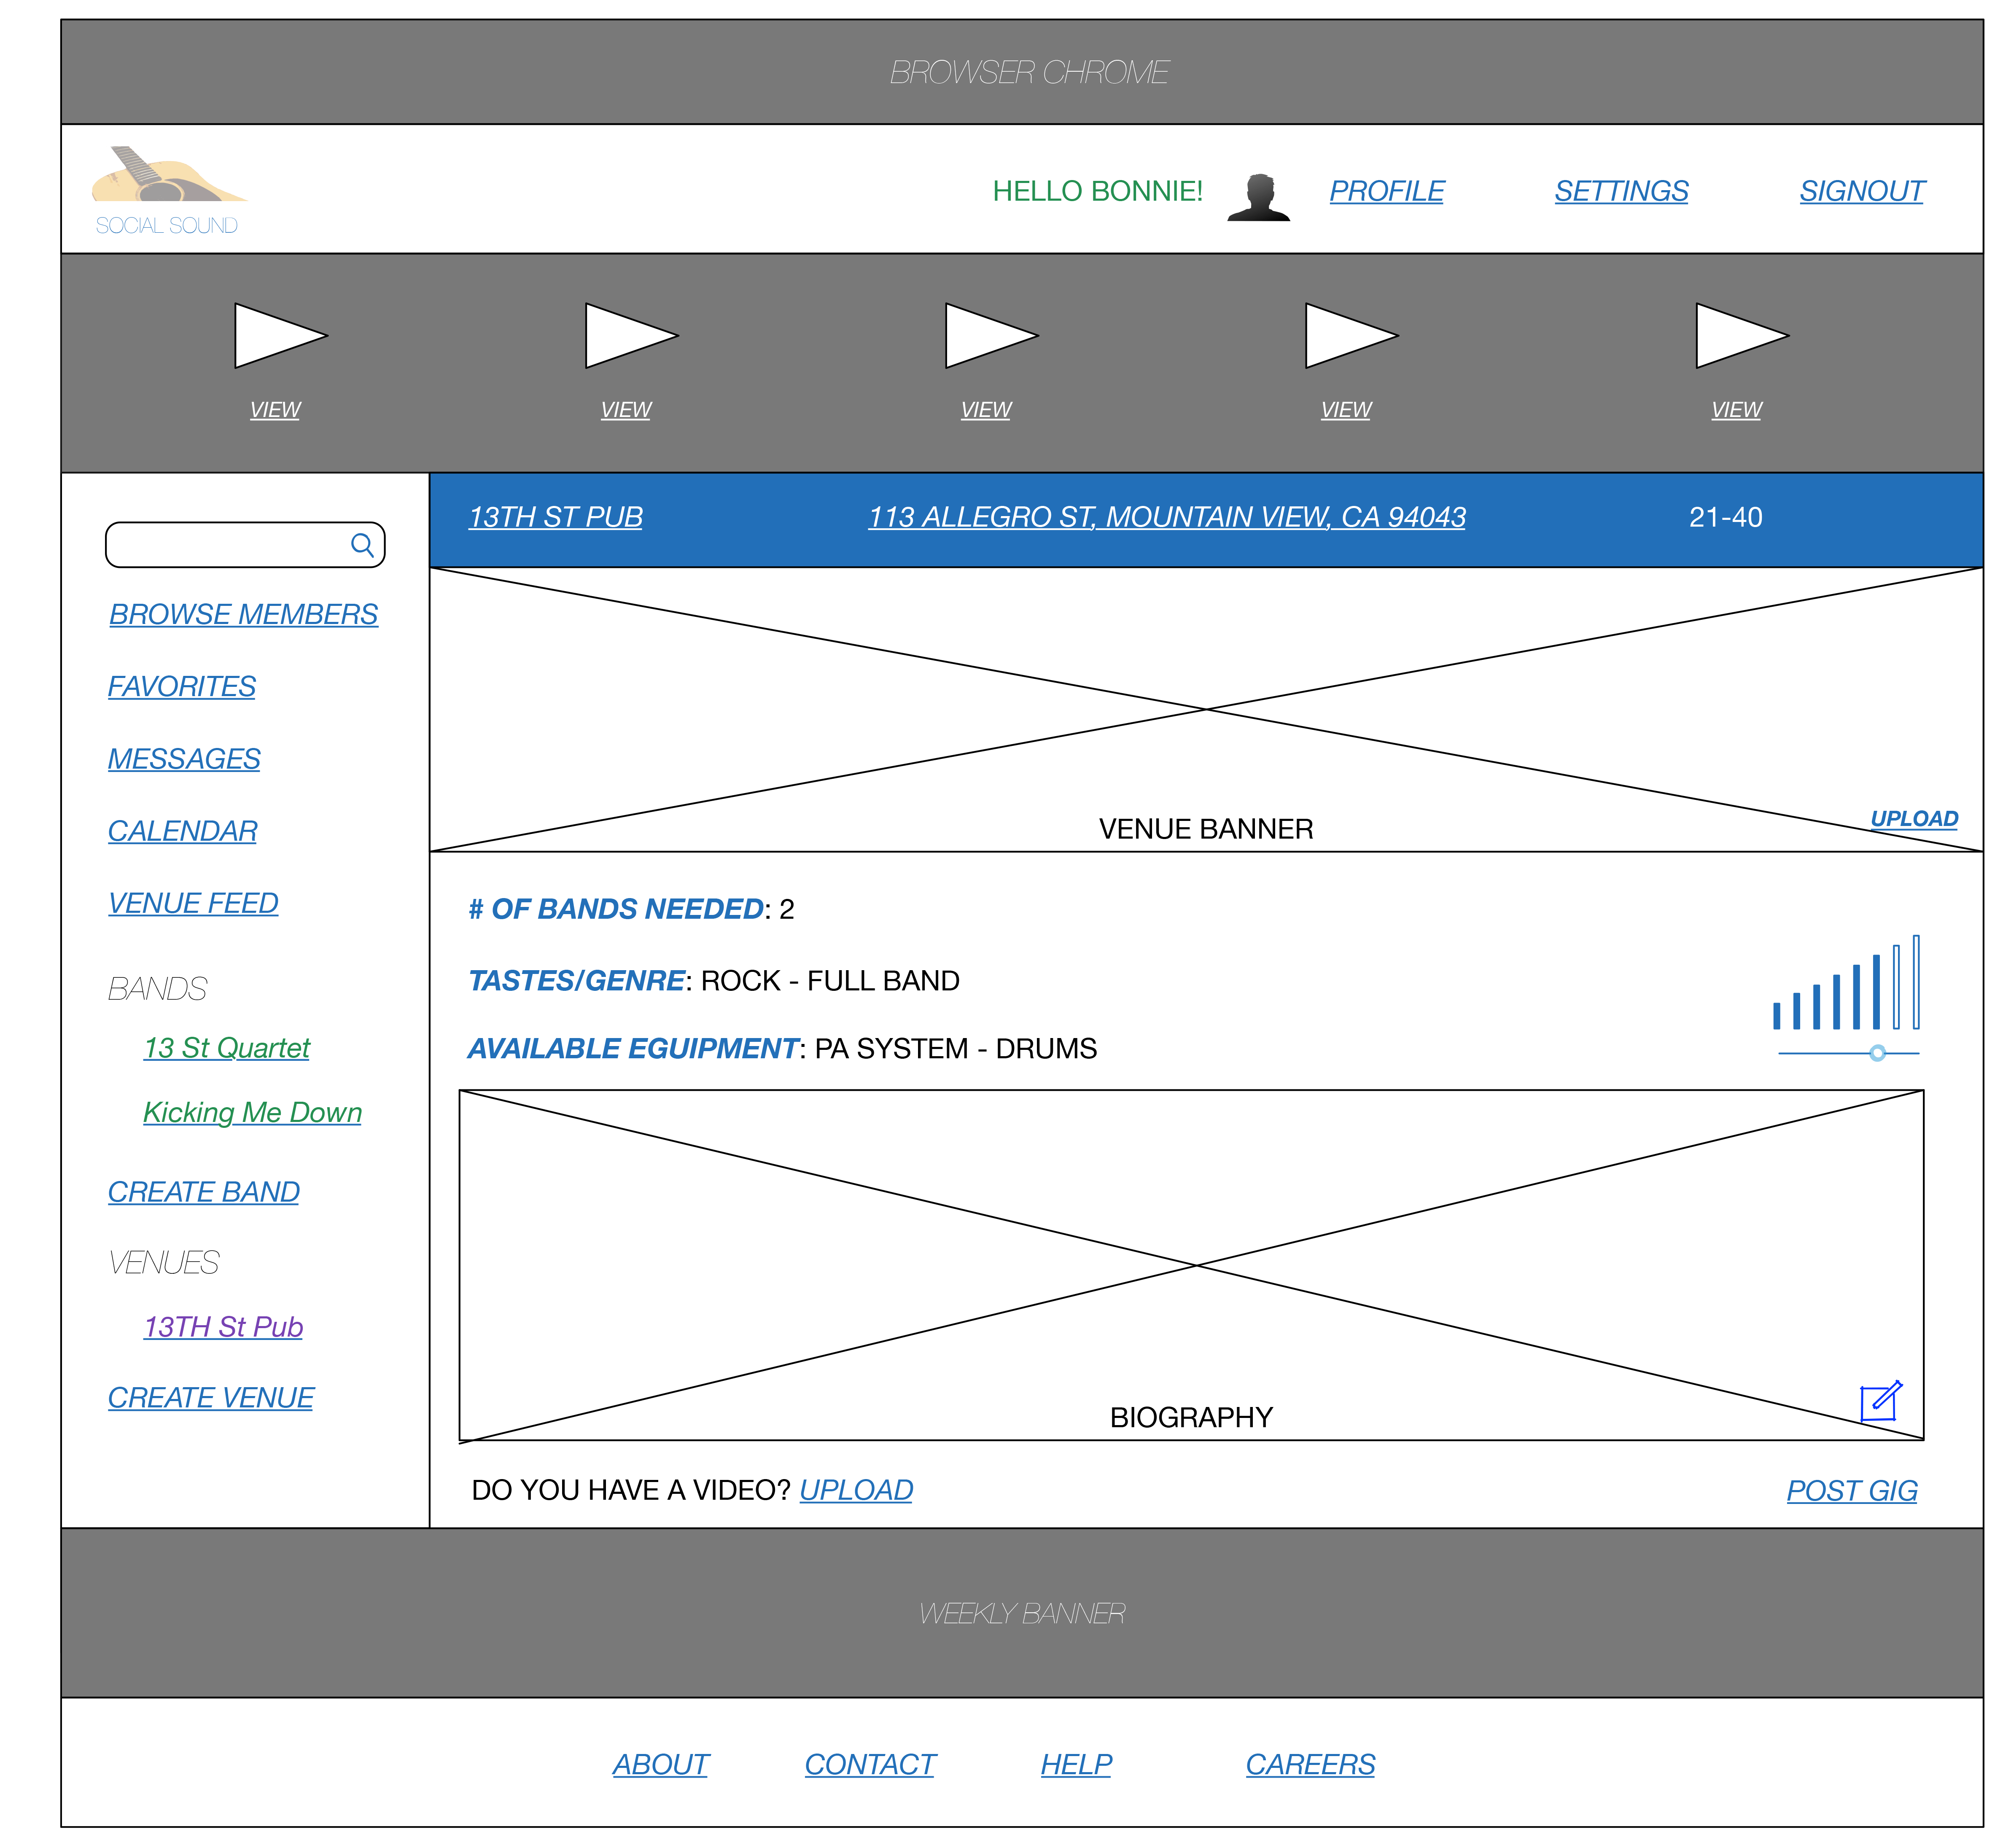 BROWSER CHROME
SOCIAL SOUND
HELLO BONNIE!
PROFILE
SETTINGS
SIGNOUT
VIEW
VIEW
VIEW
VIEW
VIEW
13TH ST PUB
113 ALLEGRO ST, MOUNTAIN VIEW, CA 94043
21-40
BROWSE MEMBERS
FAVORITES
MESSAGES
CALENDAR
VENUE FEED
BANDS
13 St Quartet
Kicking Me Down
CREATE BAND
VENUES
13TH St Pub
CREATE VENUE
VENUE BANNER
UPLOAD
# OF BANDS NEEDED: 2
TASTES/GENRE: ROCK - FULL BAND
AVAILABLE EGUIPMENT: PA SYSTEM - DRUMS
BIOGRAPHY
DO YOU HAVE A VIDEO? UPLOAD
POST GIG
WEEKLY BANNER
ABOUT
CONTACT
HELP
CAREERS